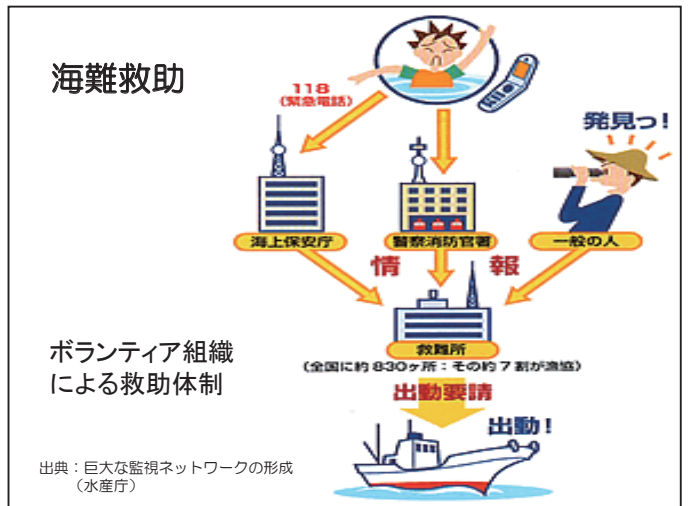 海難救助
118
(緊急電話)
発見っ!
海上保安庁
警察消防官署
一般の人
情報
救難所
(全国に約830ヶ所:その約7割が漁協)
ボランティア組織
による救助体制
出動要請
出動!
出典:巨大な監視ネットワークの形成
(水産庁)